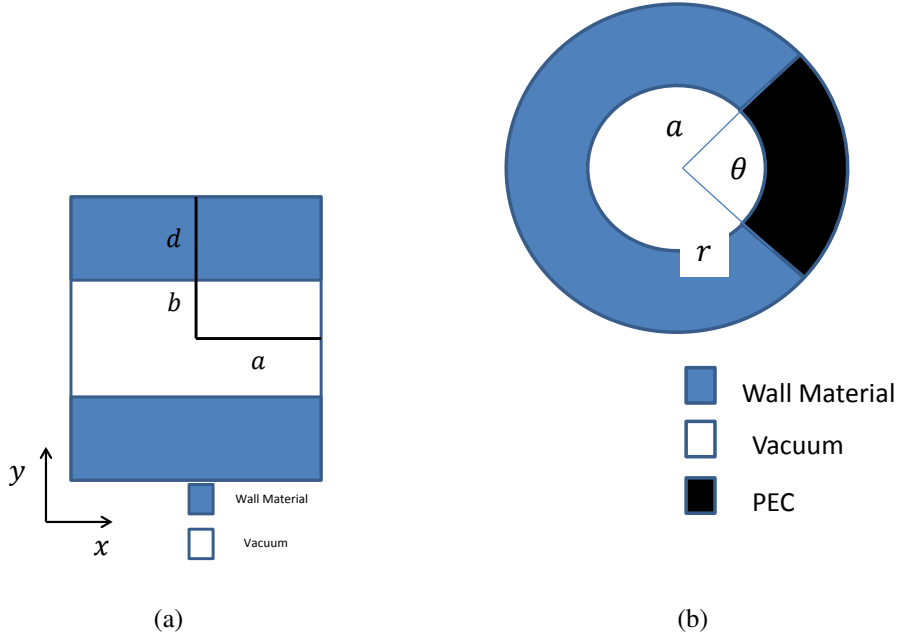 d
b
a
y
x
Wall Material
Vacuum
(a)
a
θ
r
Wall Material
Vacuum
PEC
(b)